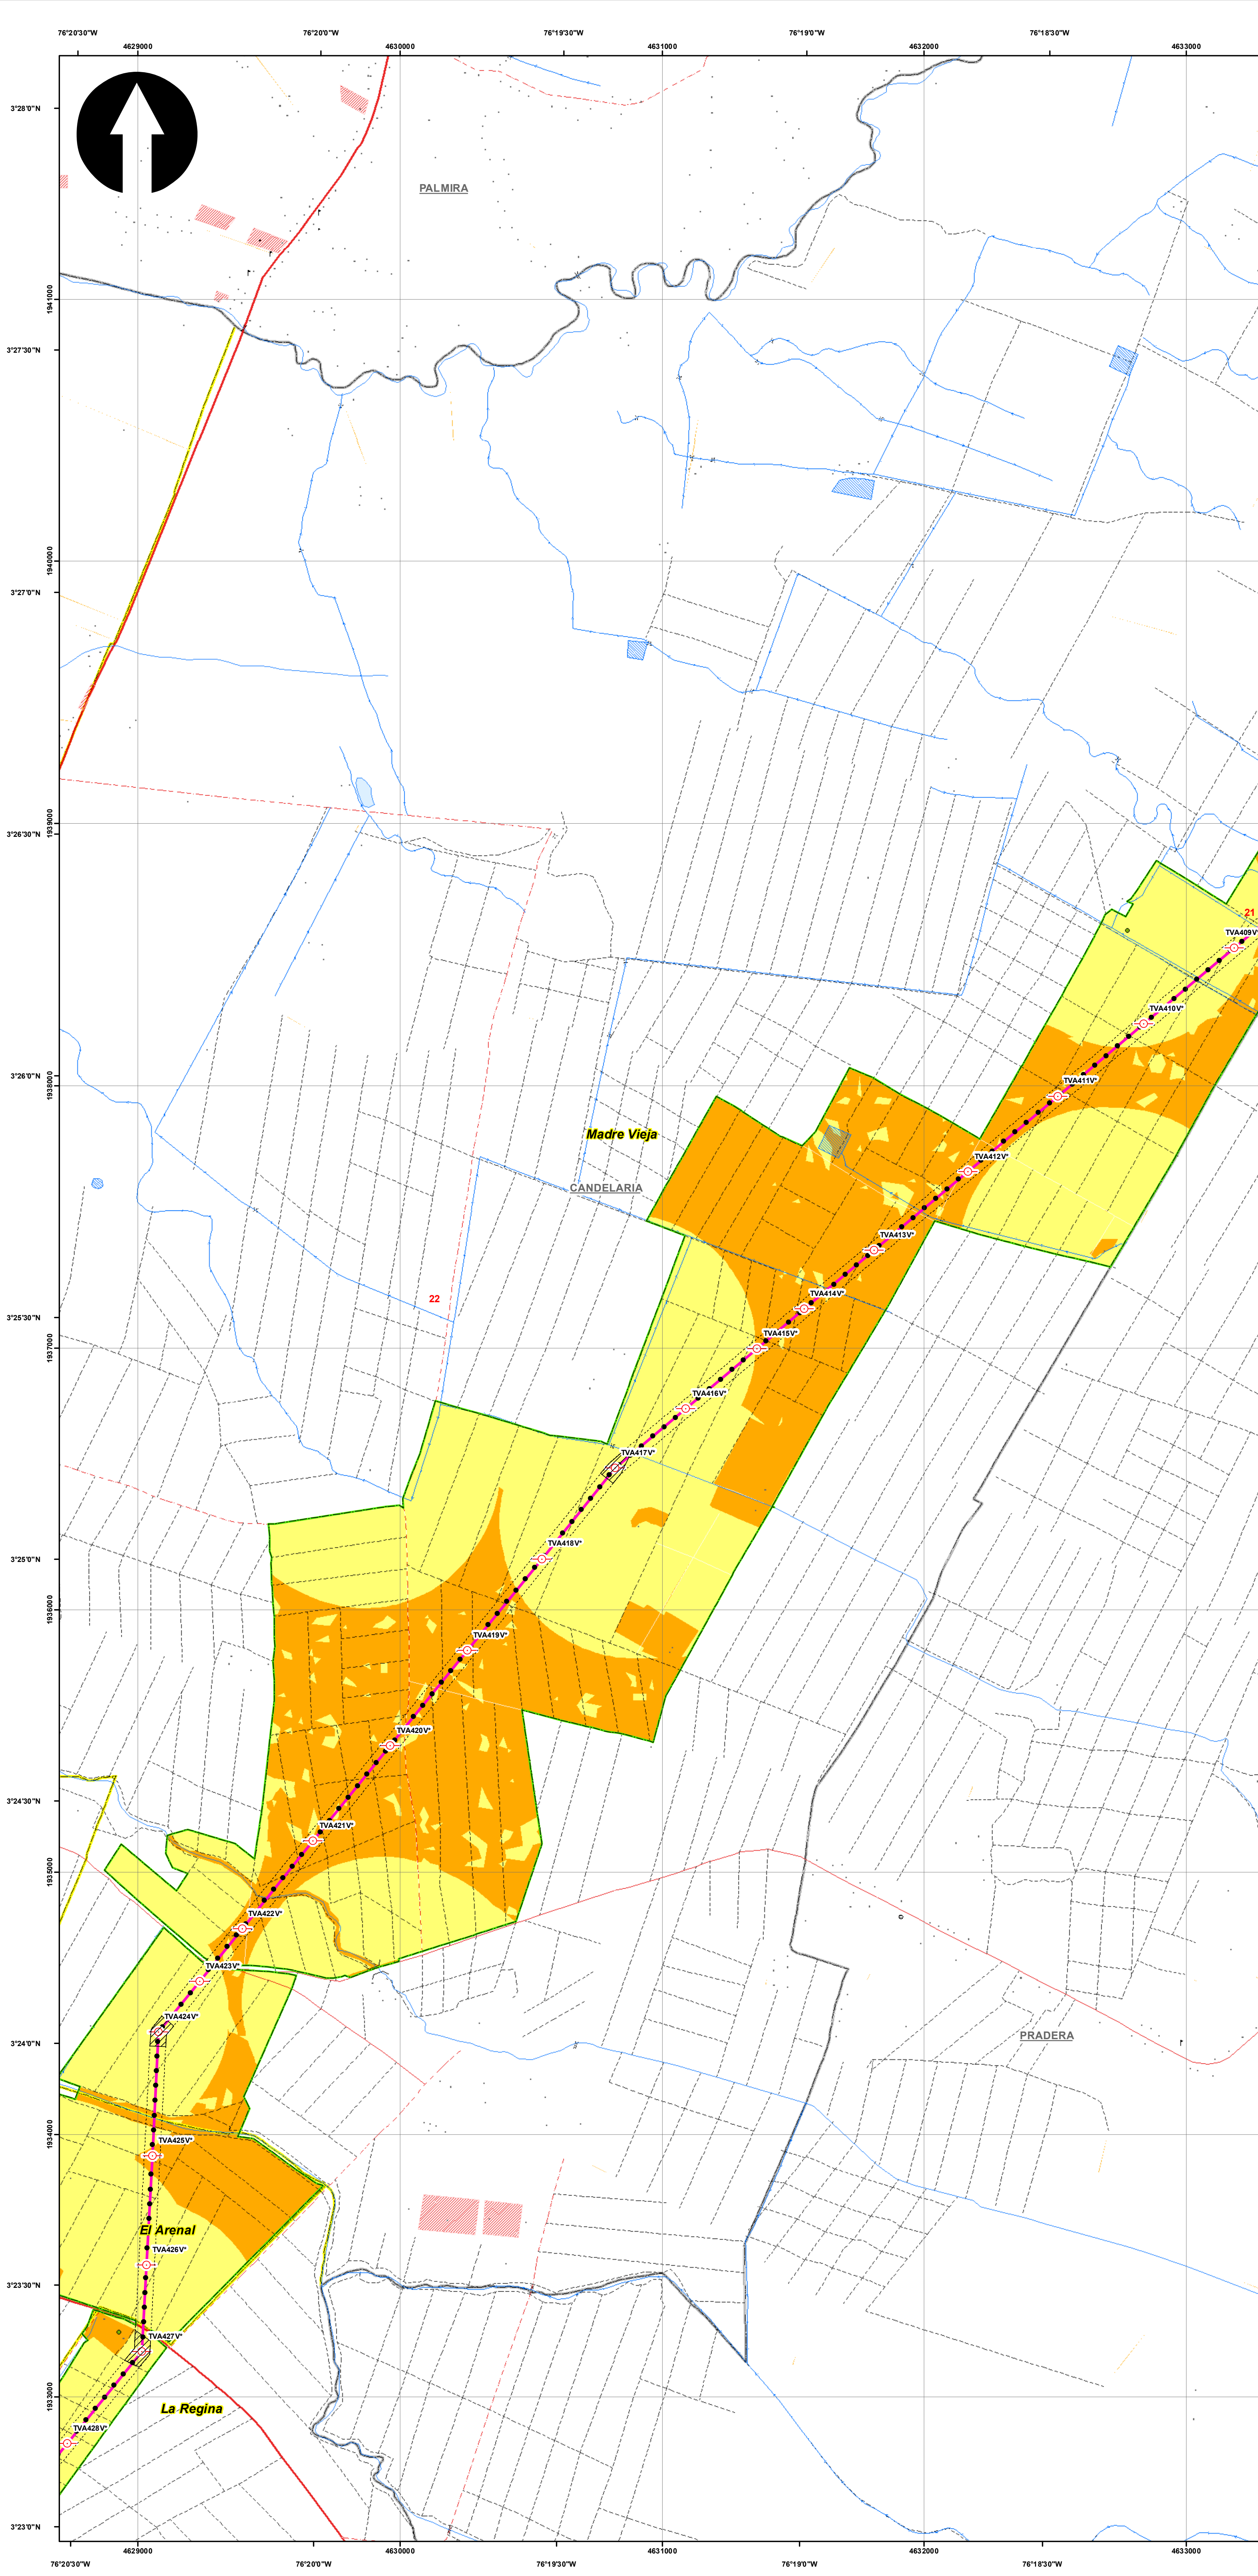 76°20'30"W 76°20'0"W 76°19'30"W 76°19'0"W 76°18'30"W
4629000 4630000 4631000 4632000 4633000
3°28'0"N
PALMIRA
1941000
3°27'30"N
1940000
3°27'0"N
1939000
3°26'30"N
21
TVA409V*
TVA410V*
3°26'0"N
1938000
TVA411V*
Madre Vieja
TVA412V*
CANDELARIA
TVA413V*
TVA414V*
22
3°25'30"N
TVA415V*
1937000
TVA416V*
TVA417V*
TVA418V*
3°25'0"N
1936000
TVA419V*
TVA420V*
3°24'30"N
TVA421V*
1935000
TVA422V*
TVA423V*
TVA424V*
PRADERA
3°24'0"N
1934000
TVA425V*
El Arenal
TVA426V*
3°23'30"N
TVA427V*
1933000
La Regina
TVA428V*
3°23'0"N
4629000 4630000 4631000 4632000 4633000
76°20'30"W 76°20'0"W 76°19'30"W 76°19'0"W 76°18'30"W